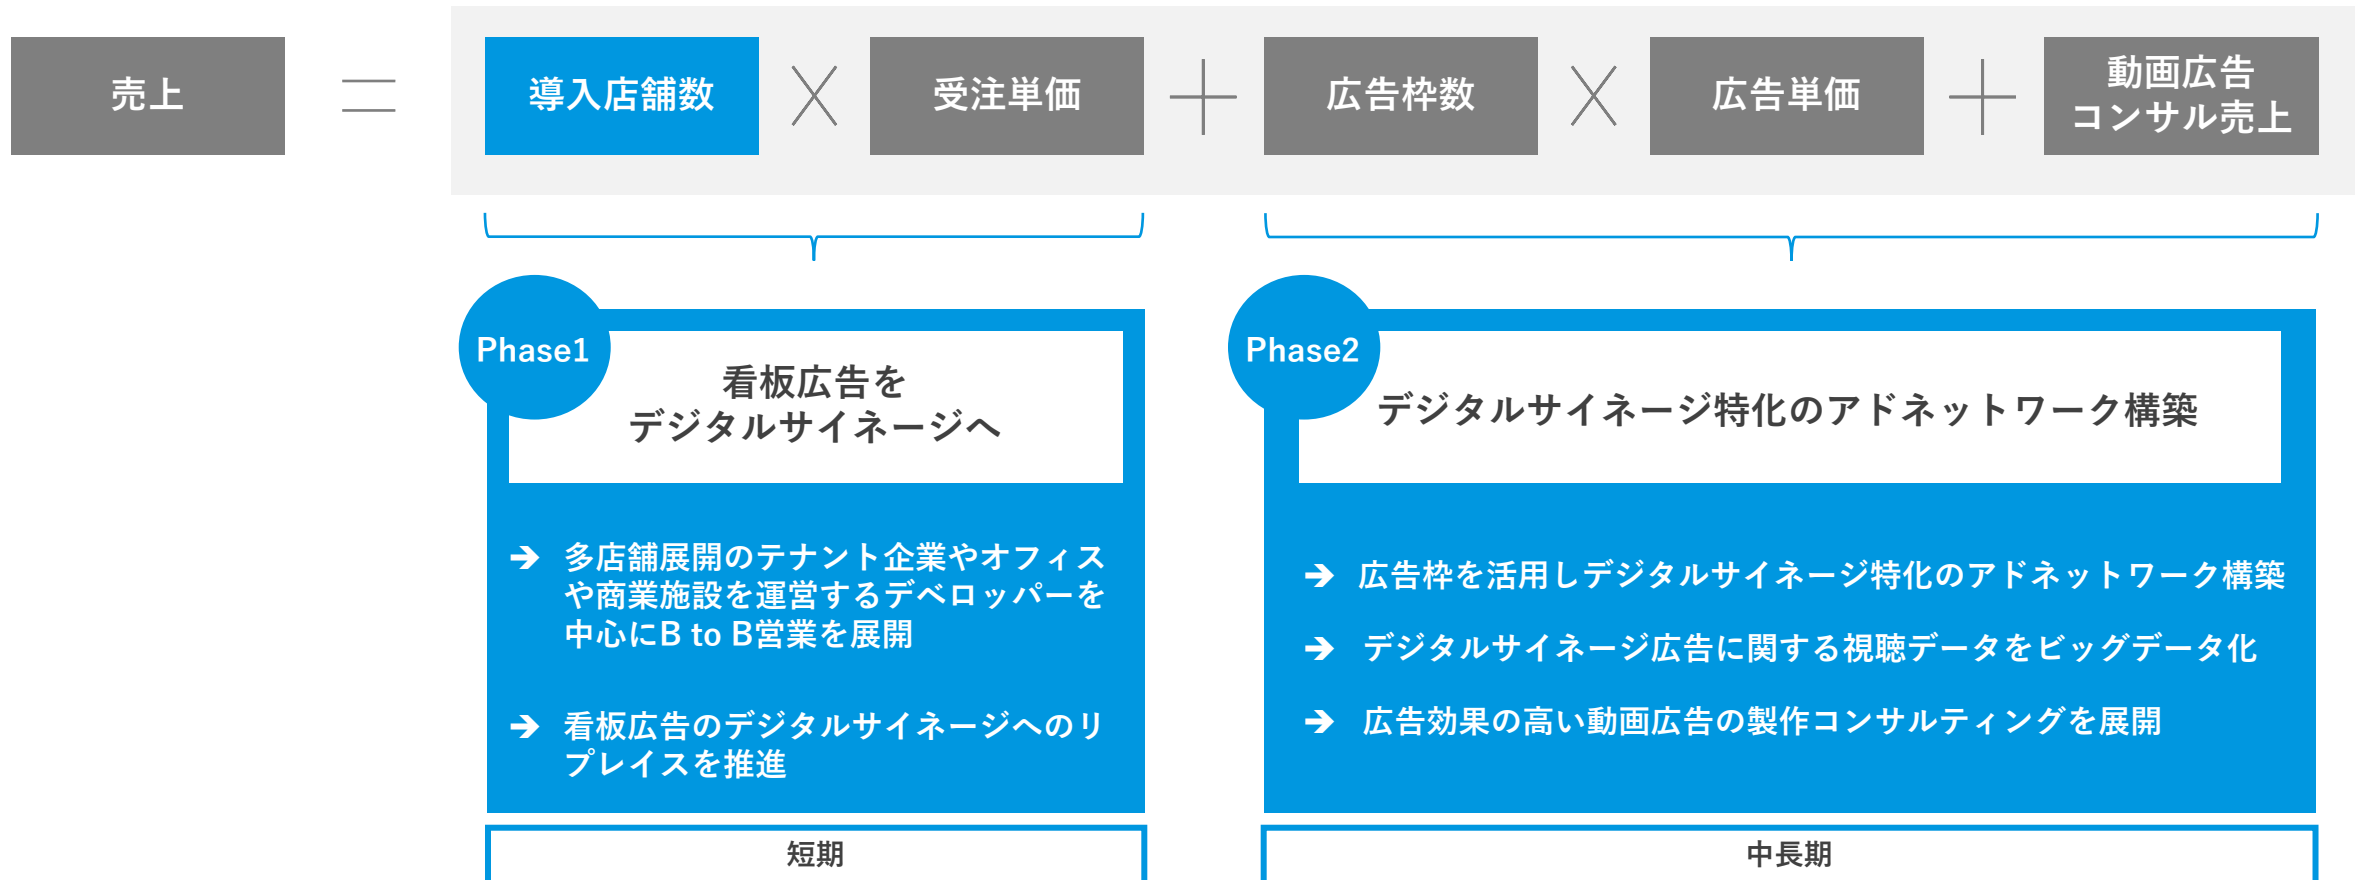 売上
導入店舗数
受注単価
広告枠数
広告単価
動画広告
コンサル売上
Phase1
看板広告を
デジタルサイネージへ
多店舗展開のテナント企業やオフィス
や商業施設を運営するデベロッパーを
中心にB to B営業を展開
看板広告のデジタルサイネージへのリ
プレイスを推進
短期
Phase2
デジタルサイネージ特化のアドネットワーク構築
広告枠を活用しデジタルサイネージ特化のアドネットワーク構築
デジタルサイネージ広告に関する視聴データをビッグデータ化
広告効果の高い動画広告の製作コンサルティングを展開
中長期